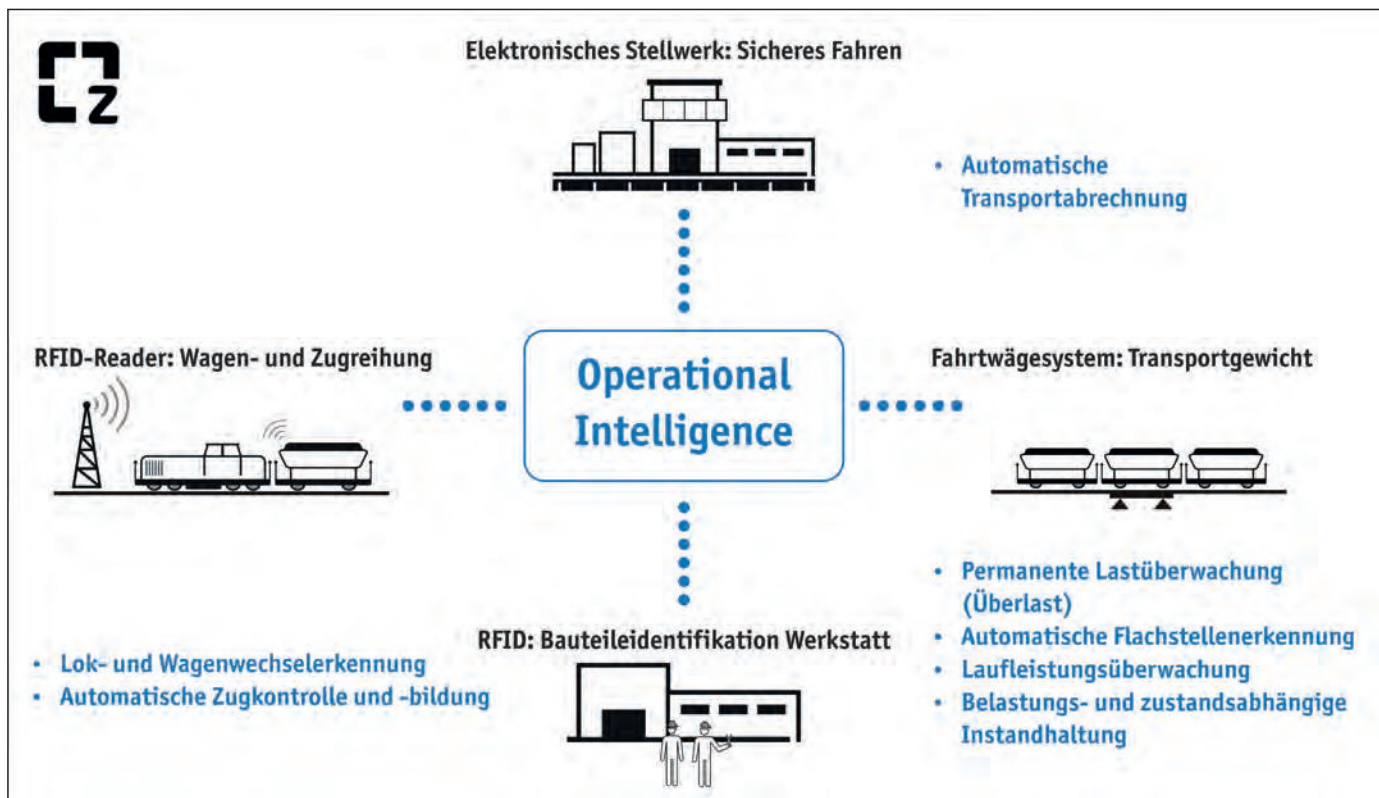 z
Elektronisches Stellwerk: Sicheres Fahren
• Automatische
Transportabrechnung
RFID-Reader: Wagen- und Zugreihung
Operational
Intelligence
Fahrtwägesystem: Transportgewicht
• Lok- und Wagenwechselerkennung
• Automatische Zugkontrolle und -bildung
RFID: Bauteileidentifikation Werkstatt
• Permanente Lastüberwachung
(Überlast)
• Automatische Flachstellenerkennung
• Laufleistungsüberwachung
• Belastungs- und zustandsabhängige
Instandhaltung